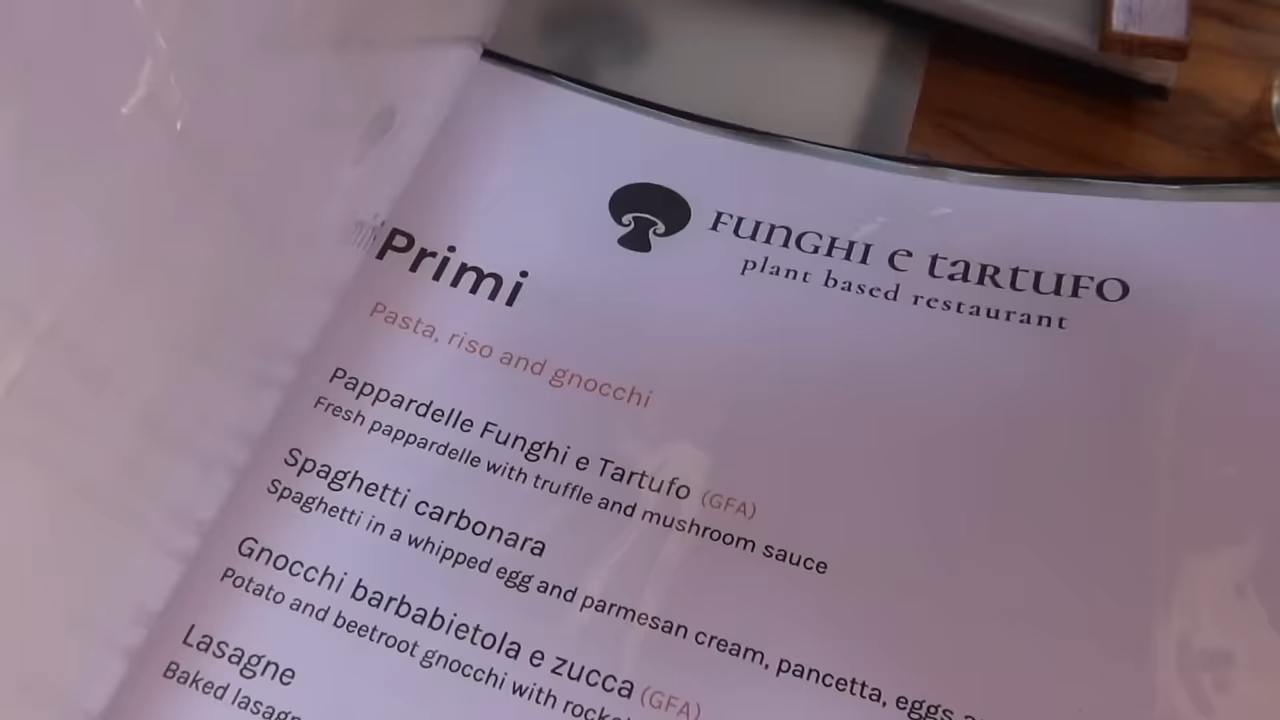 FUNGHI e taRtUFO
plant based restaurant
Primi
Pasta, riso and gnocchi
Pappardelle Funghi e Tartufo (GFA)
Fresh pappardelle with truffle and mushroom sauce
Spaghetti carbonara
Spaghetti in a whipped egg and parmesan cream, pancetta, eggs
Gnocchi barbabietola e zucca (GFA)
Potato and beetroot gnocchi with
Lasagne
Baked